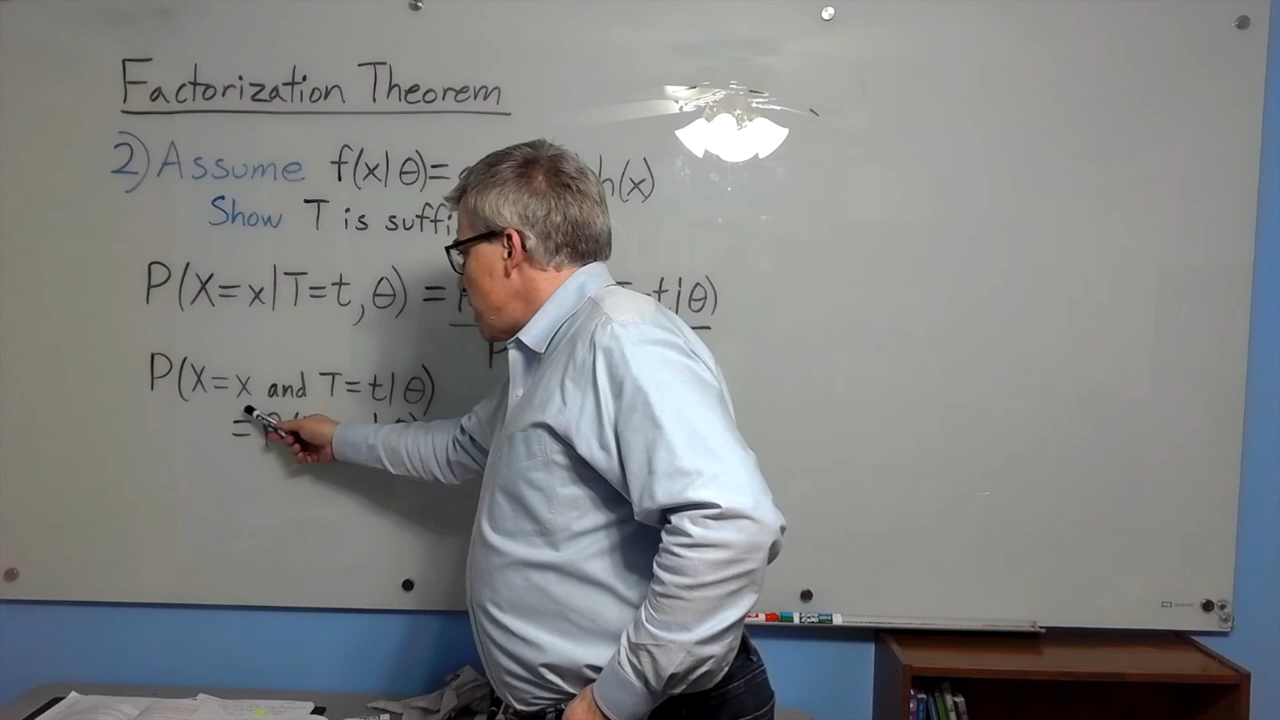 Factorization Theorem
2) Assume f(x|θ)= h(x)
Show T is suffi
P(X=x|T=t,θ) = t|θ)
P(X=x and T=t|θ)
=